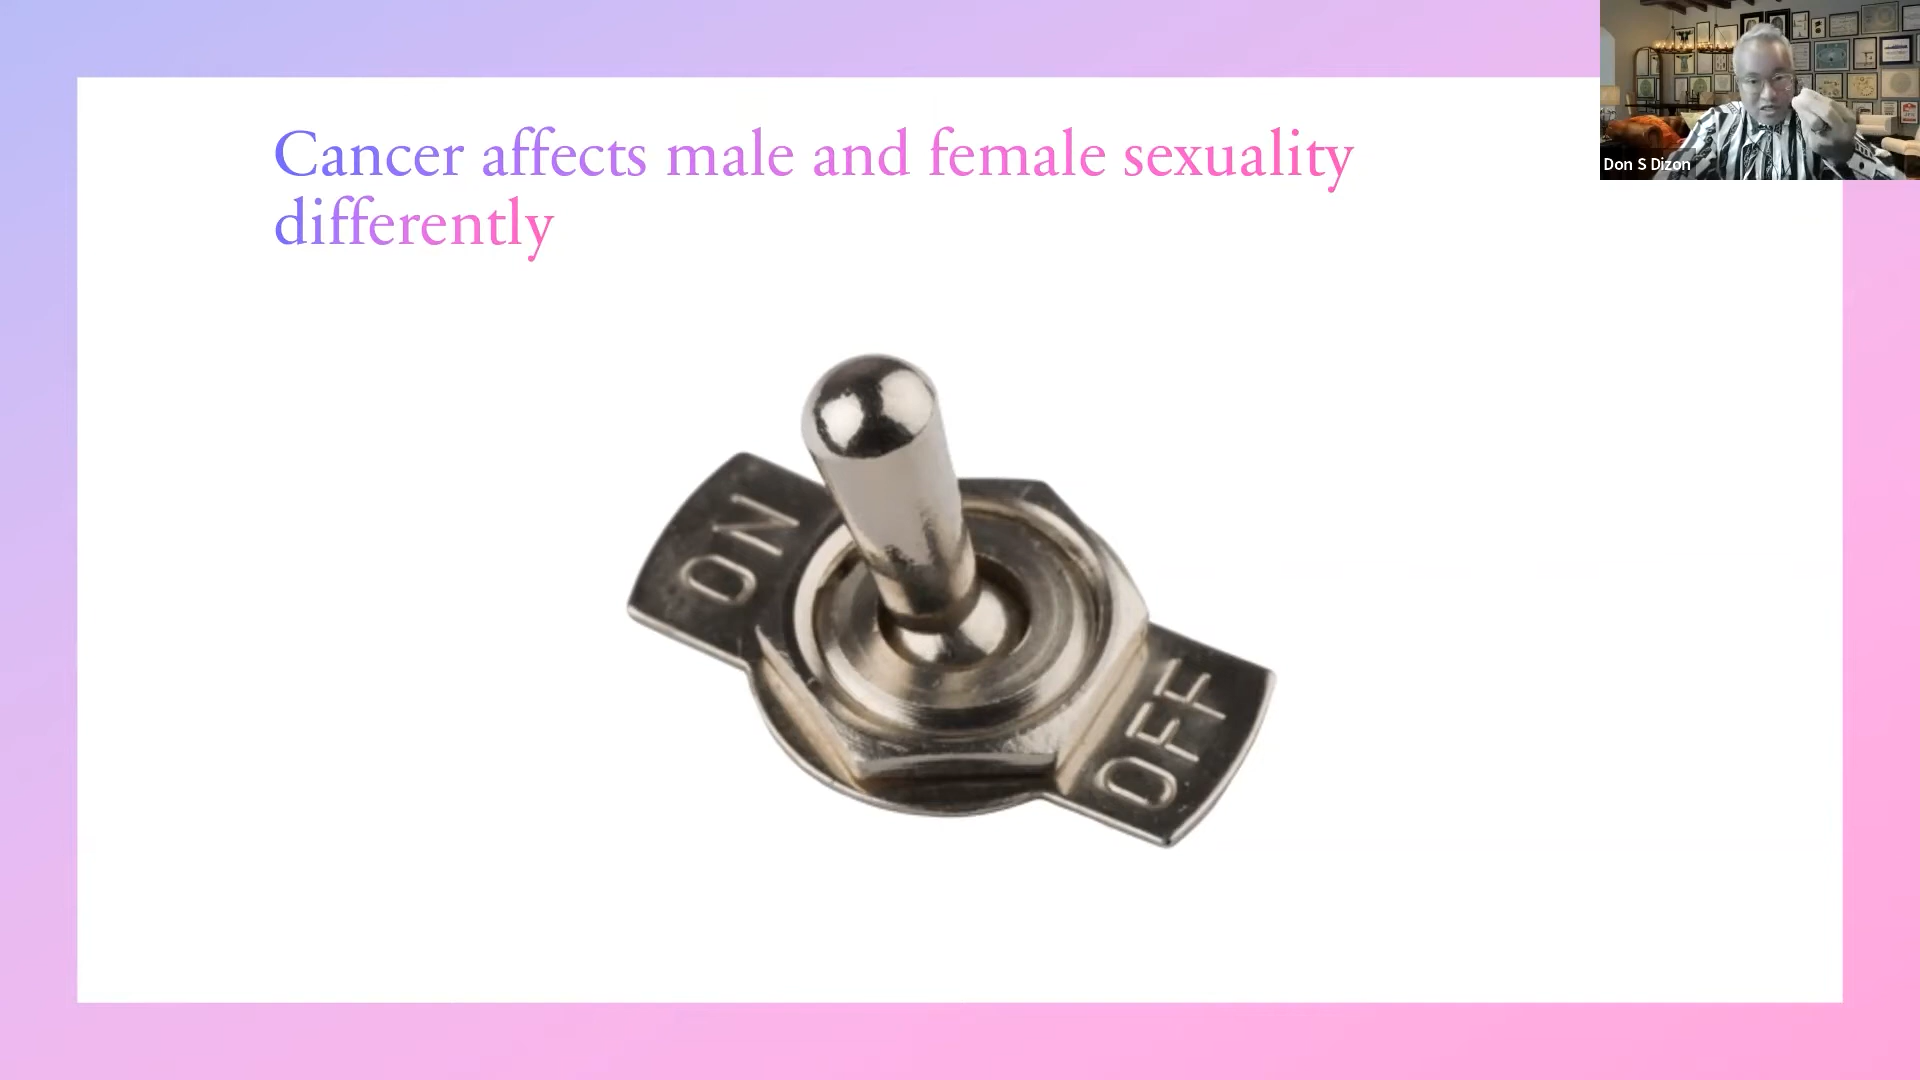 Cancer affects male and female sexuality
differently
Don S Dizon
ON
OFF